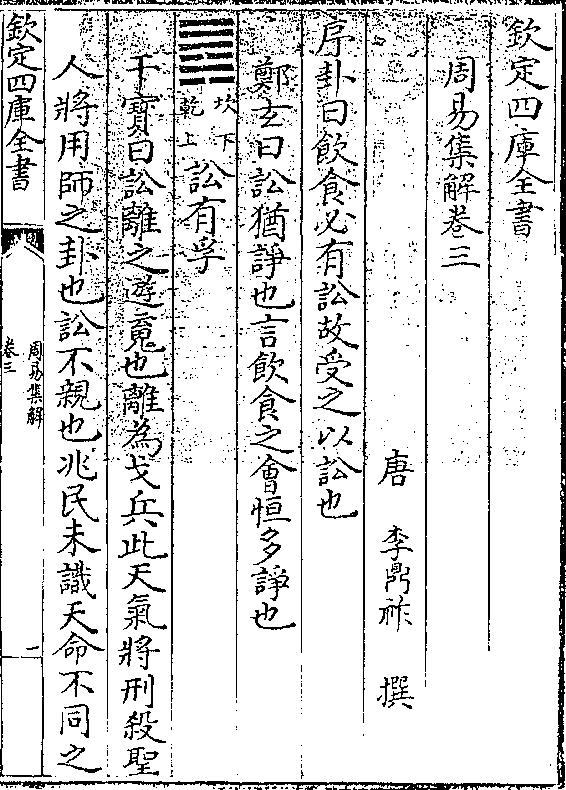 欽定四庫全書
周易集解卷三
唐 李鼎祚 撰
序卦曰飲食必有訟故受之以訟也
鄭玄曰訟猶諍也言飲食之會恒多諍也
坎下
乾上
訟有孚
干寶曰訟離之遊䰟也離為戈兵此天氣將刑殺聖
人將用師之卦也訟不親也兆民未識天命不同之
欽定四庫全書
周易集解
卷三
一